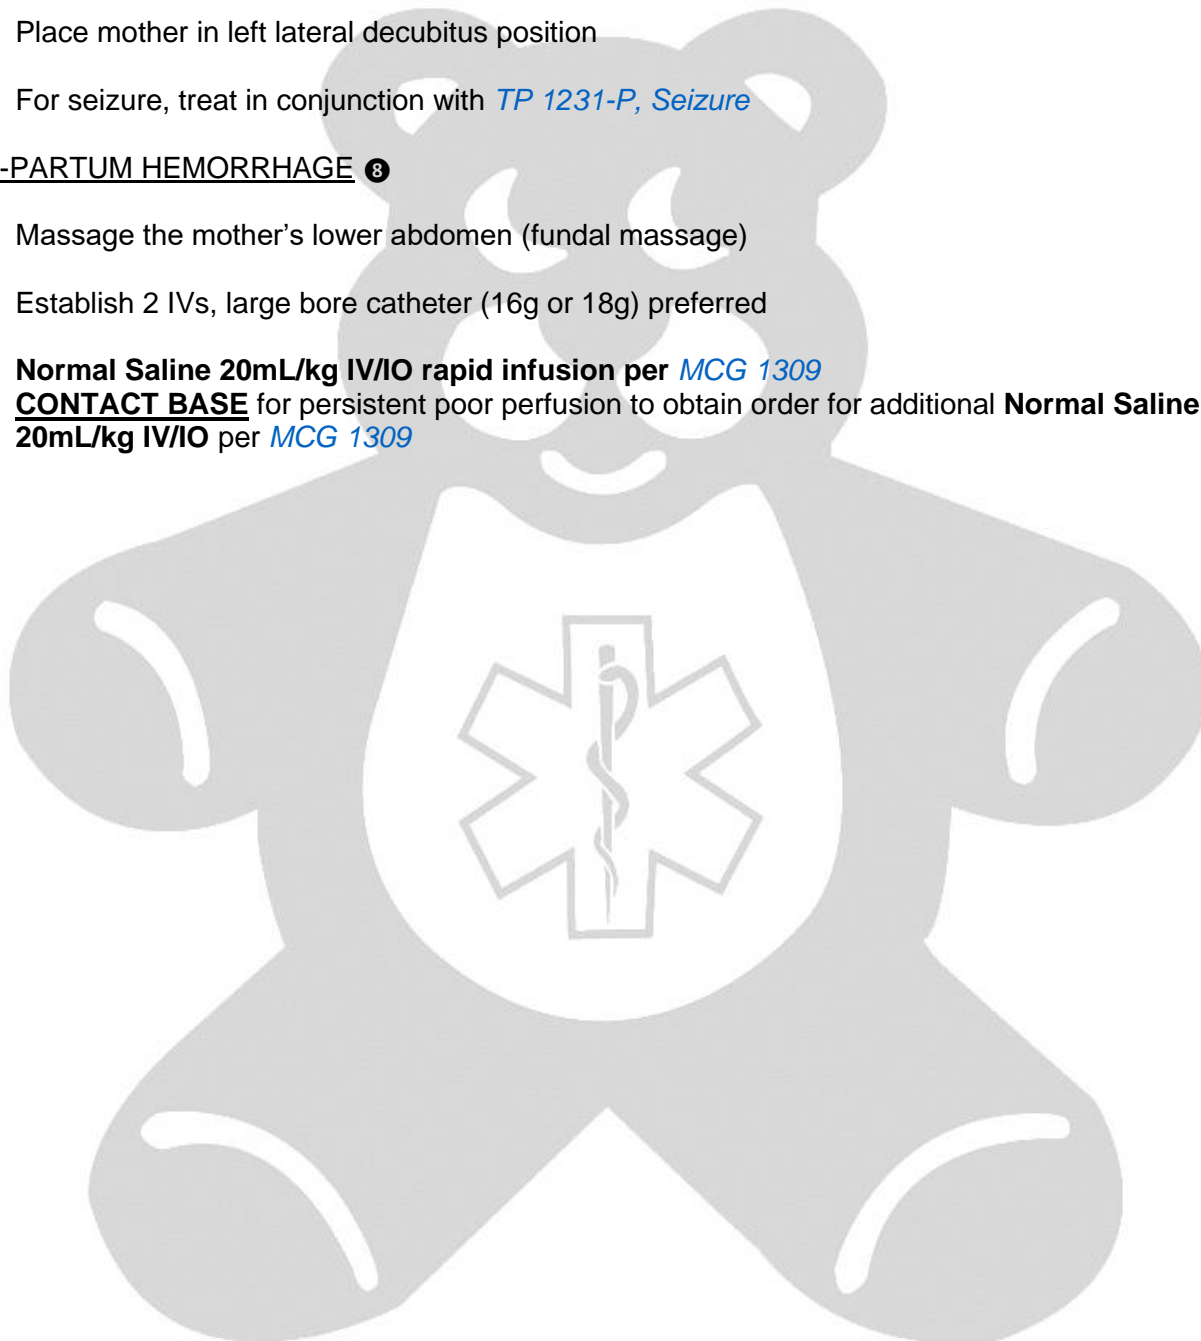 Place mother in left lateral decubitus position
For seizure, treat in conjunction with TP 1231-P, Seizure
-PARTUM HEMORRHAGE ❽
Massage the mother’s lower abdomen (fundal massage)
Establish 2 IVs, large bore catheter (16g or 18g) preferred
Normal Saline 20mL/kg IV/IO rapid infusion per MCG 1309
CONTACT BASE for persistent poor perfusion to obtain order for additional Normal Saline
20mL/kg IV/IO per MCG 1309